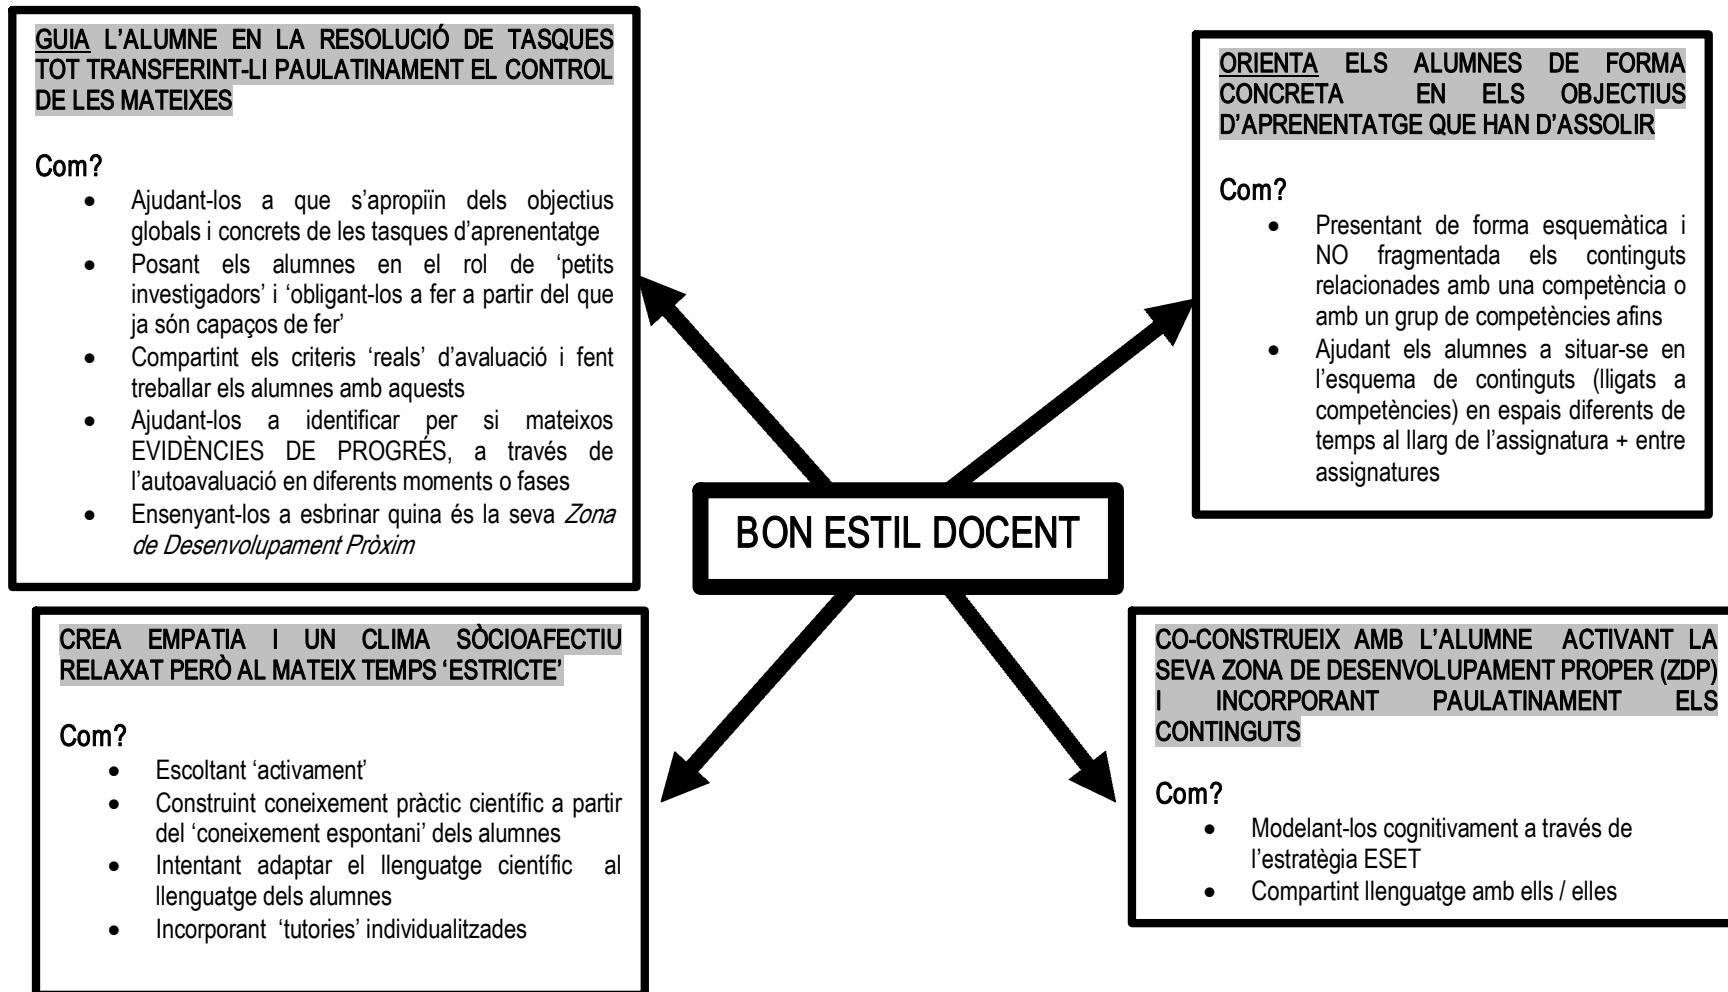 GUIA L'ALUMNE EN LA RESOLUCIÓ DE TASQUES
TOT TRANSFERINT-LI PAULATINAMENT EL CONTROL
DE LES MATEIXES
Com?
• Ajudant-los a que s'apropiïn dels objectius
globals i concrets de les tasques d'aprenentatge
• Posant els alumnes en el rol de 'petits
investigadors' i 'obligant-los a fer a partir del que
ja són capaços de fer'
• Compartint els criteris 'reals' d'avaluació i fent
treballar els alumnes amb aquests
• Ajudant-los a identificar per si mateixos
EVIDÈNCIES DE PROGRÉS, a través de
l'autoavaluació en diferents moments o fases
• Ensenyant-los a esbrinar quina és la seva Zona
de Desenvolupament Pròxim
ORIENTA ELS ALUMNES DE FORMA
CONCRETA EN ELS OBJECTIUS
D'APRENENTATGE QUE HAN D'ASSOLIR
Com?
• Presentant de forma esquemàtica i
NO fragmentada els continguts
relacionades amb una competència o
amb un grup de competències afins
• Ajudant els alumnes a situar-se en
l'esquema de continguts (lligats a
competències) en espais diferents de
temps al llarg de l'assignatura + entre
assignatures
BON ESTIL DOCENT
CREA EMPATIA I UN CLIMA SÒCIOAFECTIU
RELAXAT PERÒ AL MATEIX TEMPS 'ESTRICTE'
Com?
• Escoltant 'activament'
• Construint coneixement pràctic científic a partir
del 'coneixement espontani' dels alumnes
• Intentant adaptar el llenguatge científic al
llenguatge dels alumnes
• Incorporant 'tutories' individualitzades
CO-CONSTRUEIX AMB L'ALUMNE ACTIVANT LA
SEVA ZONA DE DESENVOLUPAMENT PROPER (ZDP)
I INCORPORANT PAULATINAMENT ELS
CONTINGUTS
Com?
• Modelant-los cognitivament a través de
l'estratègia ESET
• Compartint llenguatge amb ells / elles